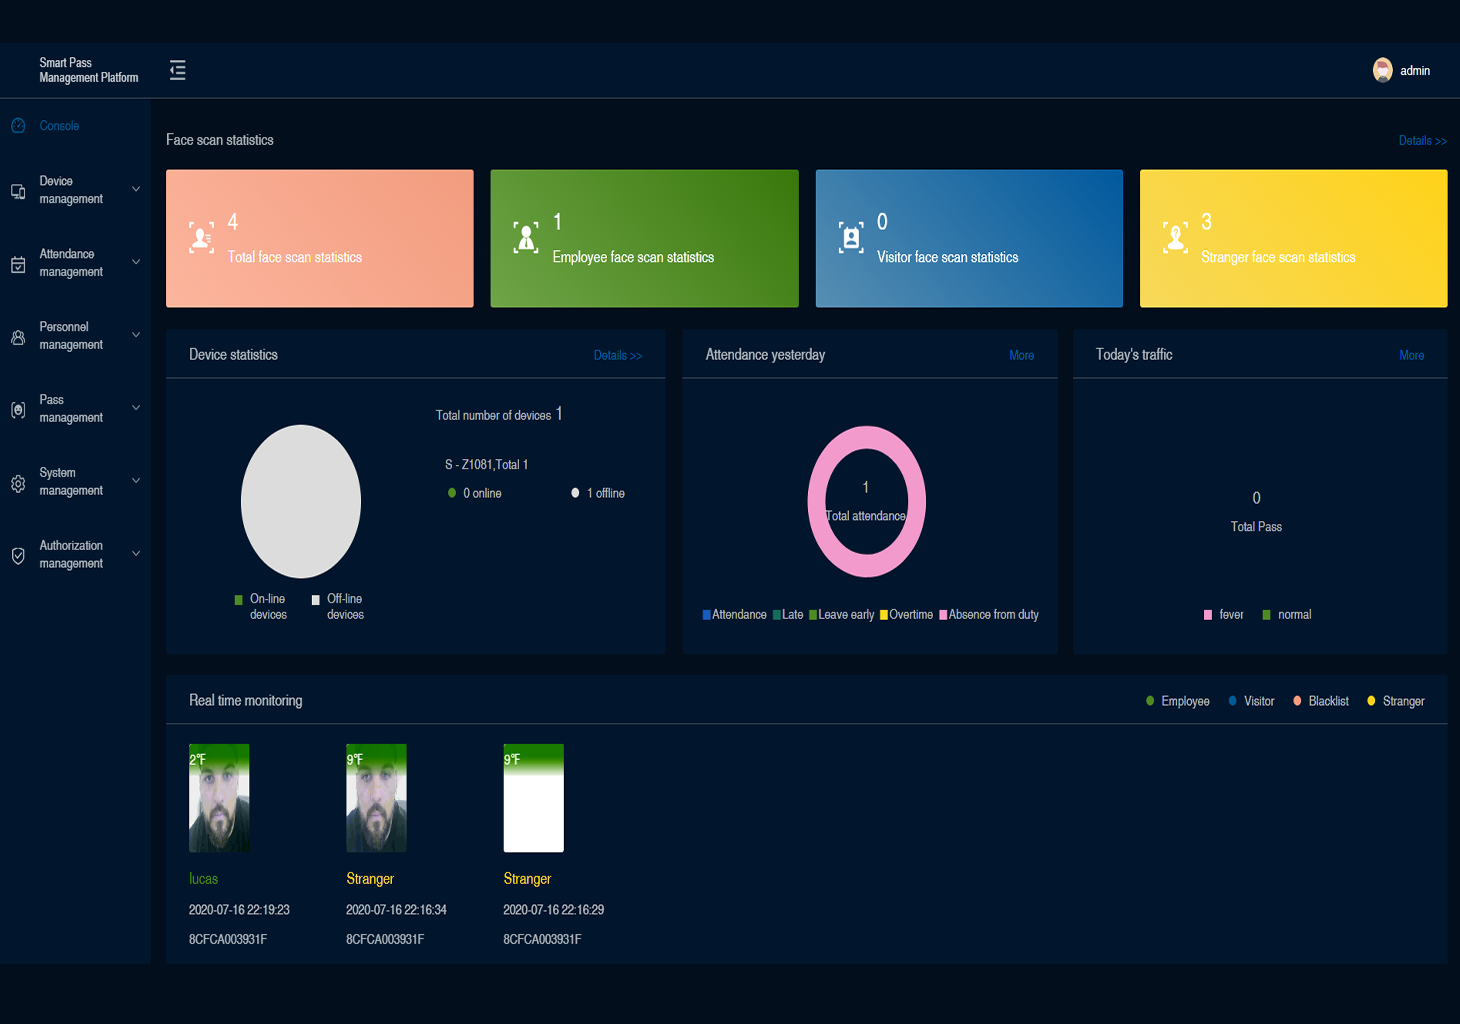 Smart Pass
Management Platform
admin
Console
Device
management
Attendance
management
Personnel
management
Pass
management
System
management
Authorization
management
Face scan statistics
Details >>
4
Total face scan statistics
1
Employee face scan statistics
0
Visitor face scan statistics
3
Stranger face scan statistics
Device statistics
Details >>
Total number of devices 1
S - Z1081,Total 1
0 online
1 offline
On-line
devices
Off-line
devices
Attendance yesterday
More
1
Total attendance
Attendance Late Leave early Overtime Absence from duty
Today's traffic
More
0
Total Pass
fever normal
Real time monitoring
Employee Visitor Blacklist Stranger
2℉
lucas
2020-07-16 22:19:23
8CFCA003931F
9℉
Stranger
2020-07-16 22:16:34
8CFCA003931F
9℉
Stranger
2020-07-16 22:16:29
8CFCA003931F